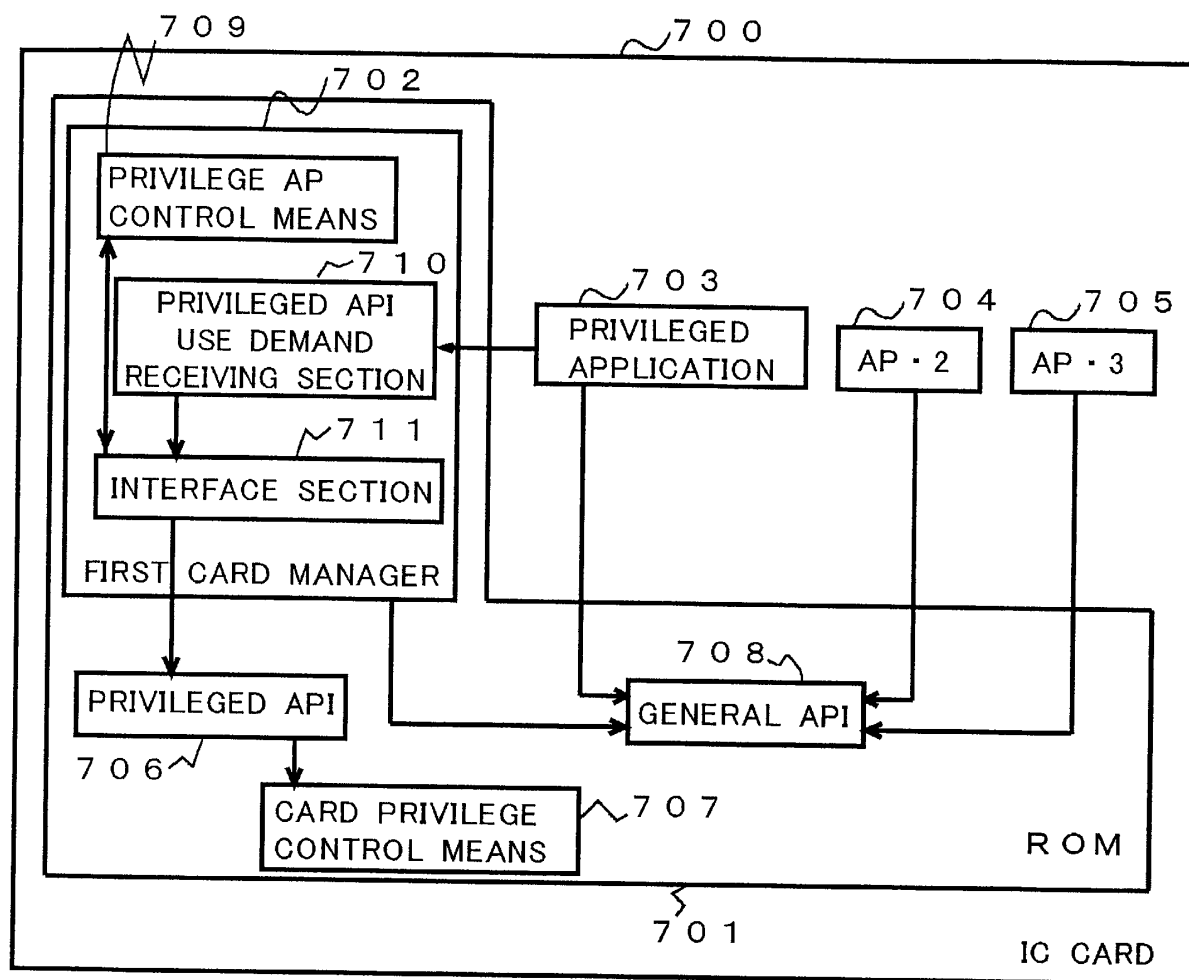 709
700
702
PRIVILEGE AP
CONTROL MEANS
710
703
704
705
PRIVILEGED API
USE DEMAND
RECEIVING SECTION
PRIVILEGED
APPLICATION
AP・2
AP・3
711
INTERFACE SECTION
FIRST CARD MANAGER
708
PRIVILEGED API
GENERAL API
706
CARD PRIVILEGE
CONTROL MEANS
707
ROM
701
IC CARD